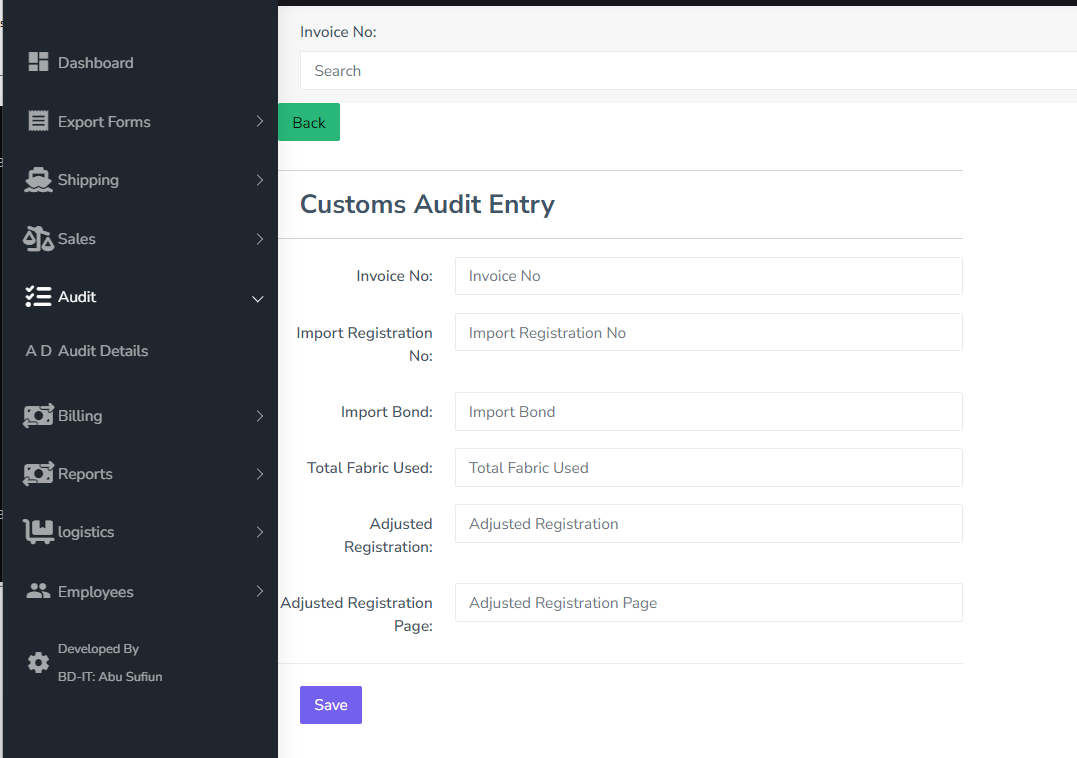 Dashboard
Export Forms
Shipping
Sales
Audit
A D Audit Details
Billing
Reports
logistics
Employees
Developed By
BD-IT: Abu Sufiun
Invoice No:
Search
Back
Customs Audit Entry
Invoice No:
Invoice No
Import Registration
No:
Import Registration No
Import Bond:
Import Bond
Total Fabric Used:
Total Fabric Used
Adjusted
Registration:
Adjusted Registration
Adjusted Registration
Page:
Adjusted Registration Page
Save